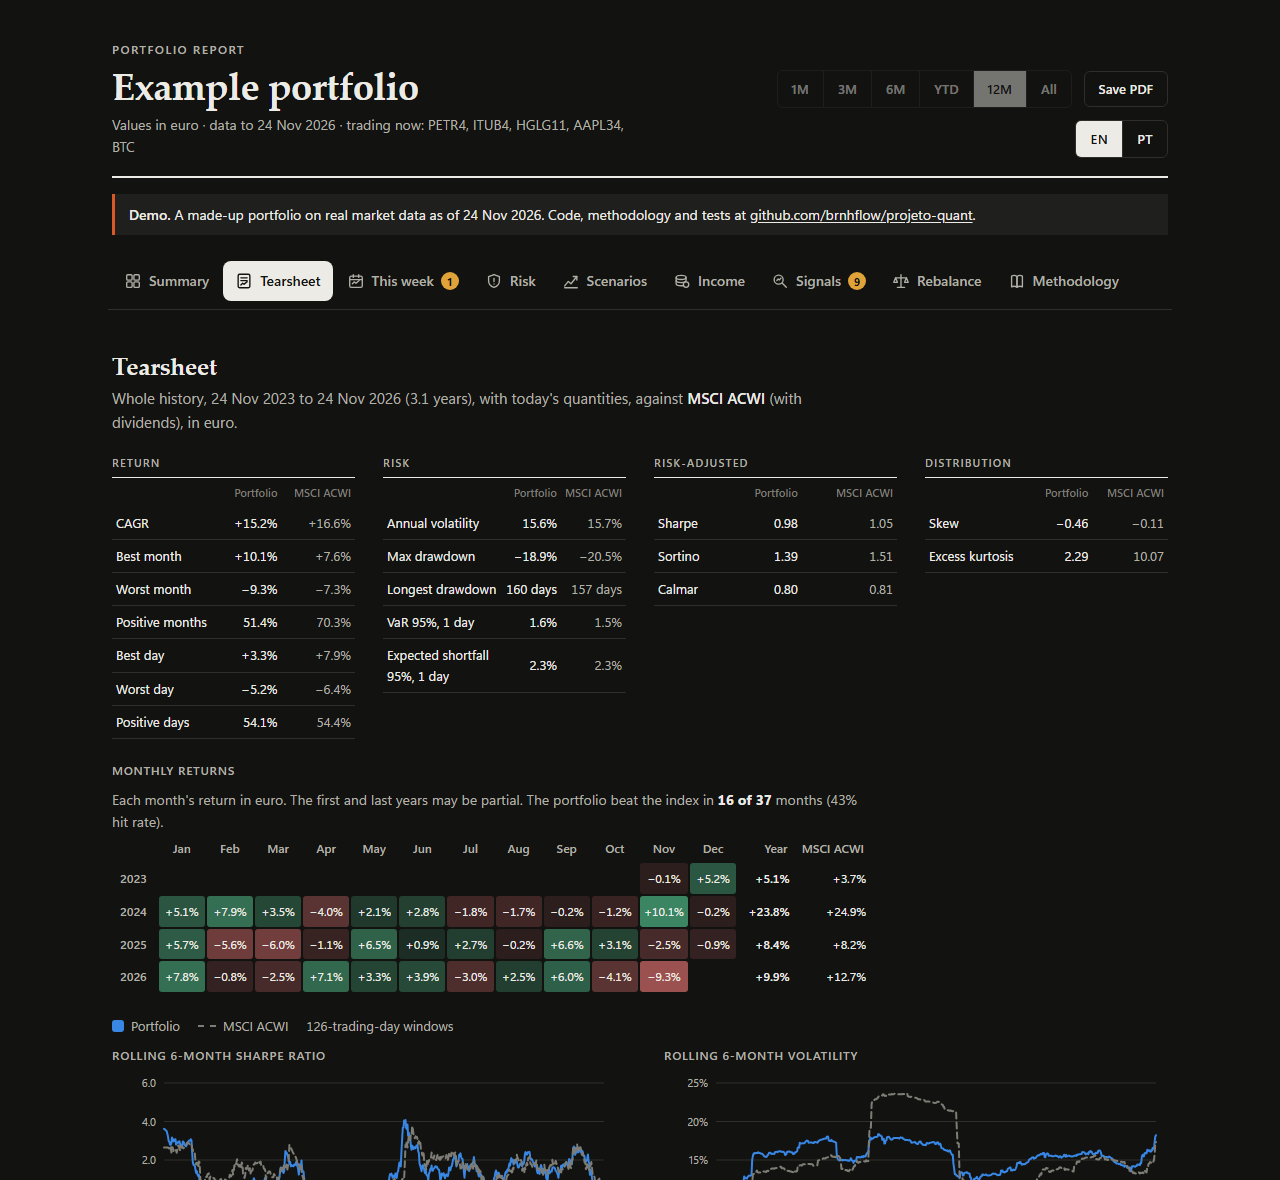 PORTFOLIO REPORT
Example portfolio
Values in euro · data to 24 Nov 2026 · trading now: PETR4, ITUB4, HGLG11, AAPL34,
BTC
1M 3M 6M YTD 12M All Save PDF
EN PT
Demo. A made-up portfolio on real market data as of 24 Nov 2026. Code, methodology and tests at github.com/brnhflow/projeto-quant.
Summary Tearsheet This week 1 Risk Scenarios Income Signals 9 Rebalance Methodology
Tearsheet
Whole history, 24 Nov 2023 to 24 Nov 2026 (3.1 years), with today's quantities, against MSCI ACWI (with
dividends), in euro.
RETURN
Portfolio MSCI ACWI
CAGR +15.2% +16.6%
Best month +10.1% +7.6%
Worst month −9.3% −7.3%
Positive months 51.4% 70.3%
Best day +3.3% +7.9%
Worst day −5.2% −6.4%
Positive days 54.1% 54.4%
RISK
Portfolio MSCI ACWI
Annual volatility 15.6% 15.7%
Max drawdown −18.9% −20.5%
Longest drawdown 160 days 157 days
VaR 95%, 1 day 1.6% 1.5%
Expected shortfall
95%, 1 day 2.3% 2.3%
RISK-ADJUSTED
Portfolio MSCI ACWI
Sharpe 0.98 1.05
Sortino 1.39 1.51
Calmar 0.80 0.81
DISTRIBUTION
Portfolio MSCI ACWI
Skew −0.46 −0.11
Excess kurtosis 2.29 10.07
MONTHLY RETURNS
Each month's return in euro. The first and last years may be partial. The portfolio beat the index in 16 of 37 months (43%
hit rate).
Jan Feb Mar Apr May Jun Jul Aug Sep Oct Nov Dec Year MSCI ACWI
2023 −0.1% +5.2% +5.1% +3.7%
2024 +5.1% +7.9% +3.5% −4.0% +2.1% +2.8% −1.8% −1.7% −0.2% −1.2% +10.1% −0.2% +23.8% +24.9%
2025 +5.7% −5.6% −6.0% −1.1% +6.5% +0.9% +2.7% −0.2% +6.6% +3.1% −2.5% −0.9% +8.4% +8.2%
2026 +7.8% −0.8% −2.5% +7.1% +3.3% +3.9% −3.0% +2.5% +6.0% −4.1% −9.3% +9.9% +12.7%
Portfolio MSCI ACWI 126-trading-day windows
ROLLING 6-MONTH SHARPE RATIO
6.0
4.0
2.0
ROLLING 6-MONTH VOLATILITY
25%
20%
15%